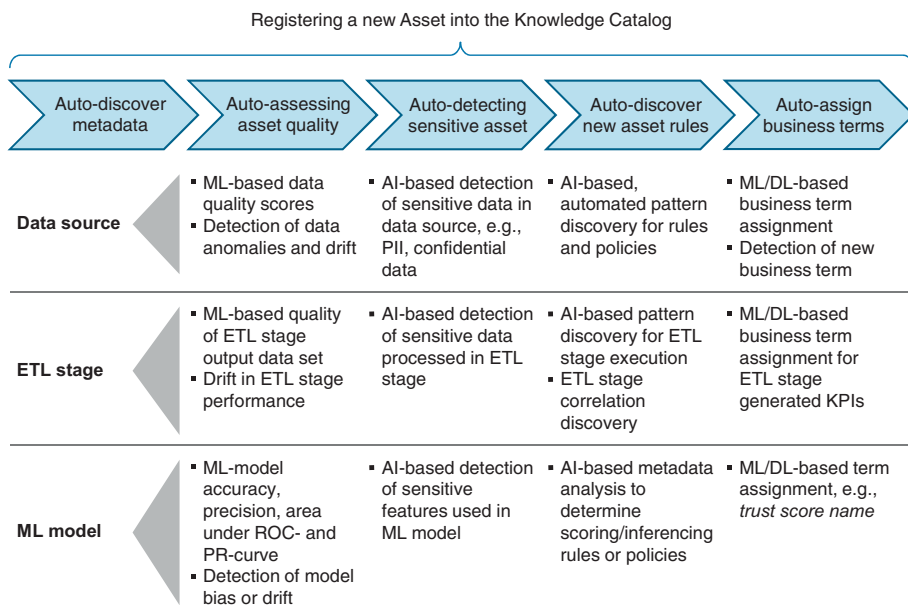 Registering a new Asset into the Knowledge Catalog
Auto-discover
metadata
Auto-assessing
asset quality
Auto-detecting
sensitive asset
Auto-discover
new asset rules
Auto-assign
business terms
Data source
▪ ML-based data
quality scores
▪ Detection of data
anomalies and drift
▪ AI-based detection
of sensitive data in
data source, e.g.,
PII, confidential
data
▪ AI-based,
automated pattern
discovery for rules
and policies
▪ ML/DL-based
business term
assignment
▪ Detection of new
business term
ETL stage
▪ ML-based quality
of ETL stage
output data set
▪ Drift in ETL stage
performance
▪ AI-based detection
of sensitive data
processed in ETL
stage
▪ AI-based pattern
discovery for ETL
stage execution
▪ ETL stage
correlation
discovery
▪ ML/DL-based
business term
assignment for
ETL stage
generated KPIs
ML model
▪ ML-model
accuracy,
precision, area
under ROC- and
PR-curve
▪ Detection of model
bias or drift
▪ AI-based detection
of sensitive
features used in
ML model
▪ AI-based metadata
analysis to
determine
scoring/inferencing
rules or policies
▪ ML/DL-based term
assignment, e.g.,
trust score name